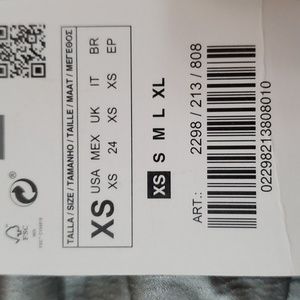 TALLA / SIZE / TAMANHO / TAILLE / MAAT / ΜΕΓΕΘΟΣ
XS USA MEX UK IT BR
XS 24 XS XS EP
XS S M L XL
ART.: 2298 / 213 / 808
02298213808010
FSC